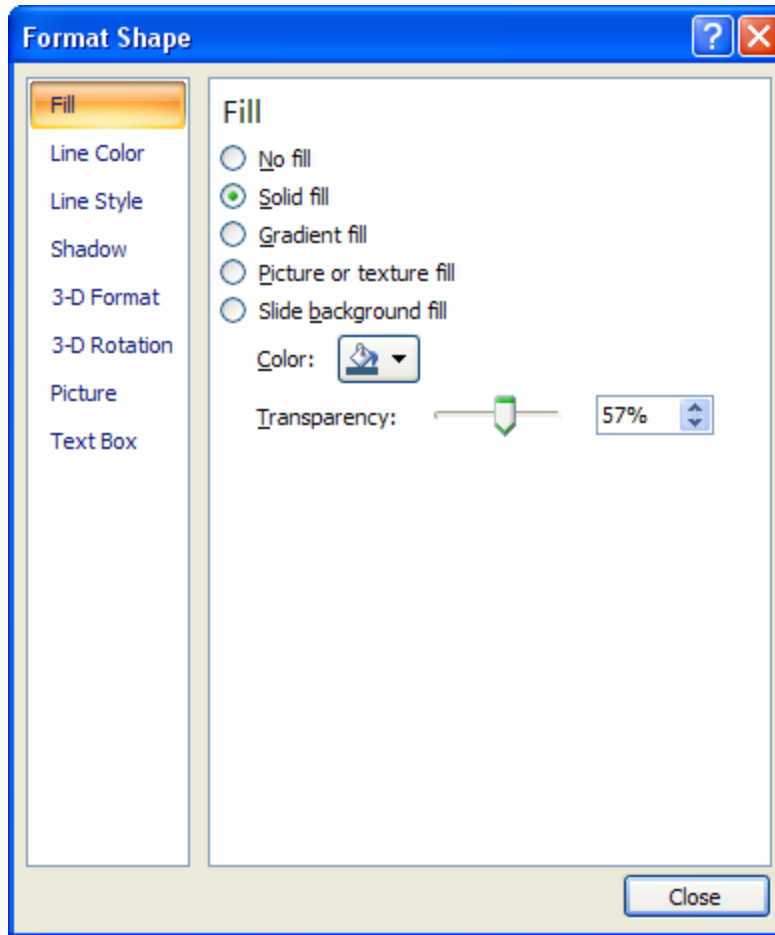 Format Shape
?
Fill
Line Color
Line Style
Shadow
3-D Format
3-D Rotation
Picture
Text Box
Fill
No fill
Solid fill
Gradient fill
Picture or texture fill
Slide background fill
Color:
Transparency: 57%
Close